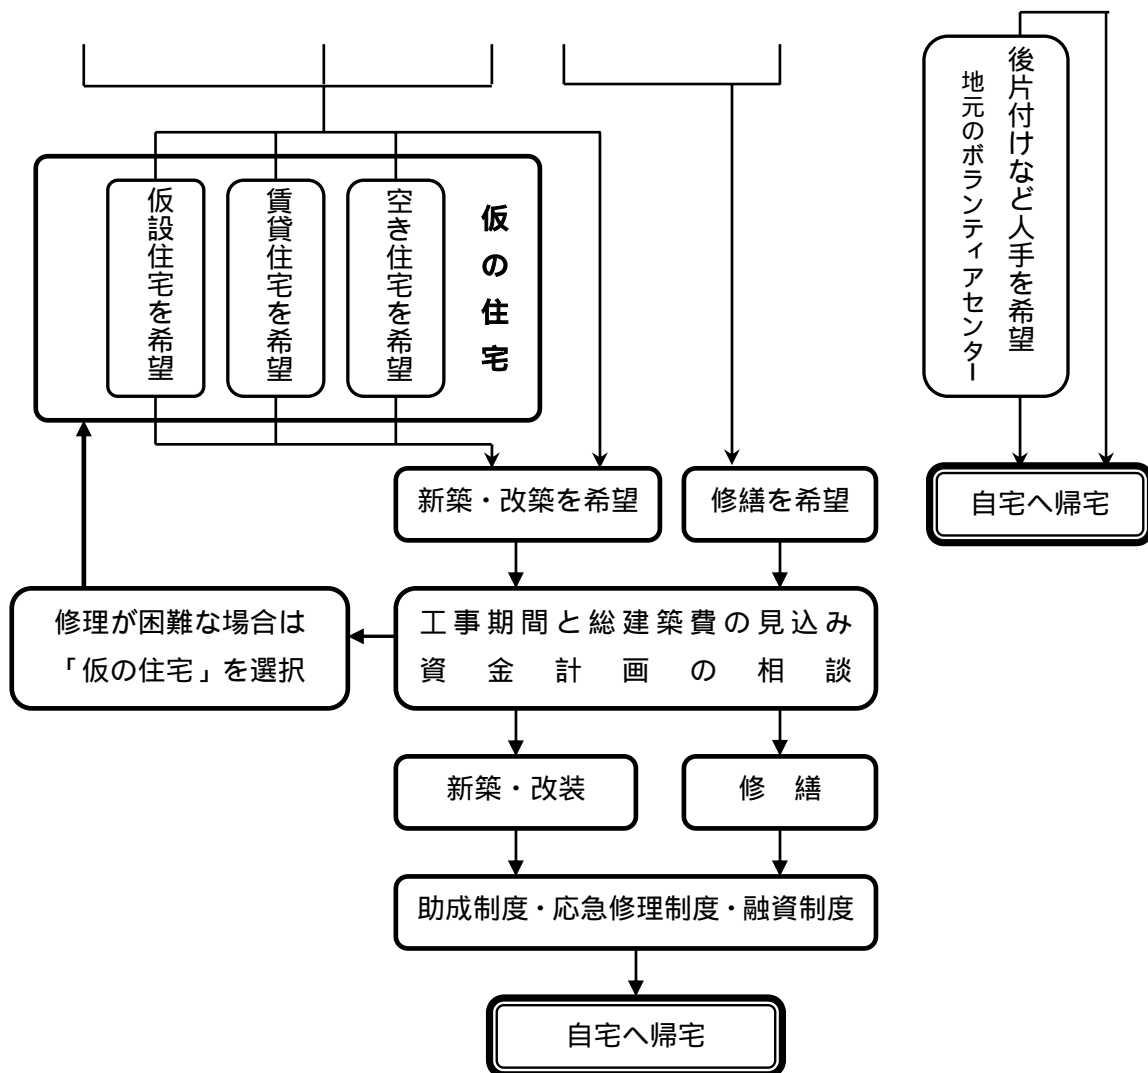 後片付けなど人手を希望
地元のボランティアセンター
仮の住宅
空き住宅を希望
賃貸住宅を希望
仮設住宅を希望
新築・改築を希望
修繕を希望
自宅へ帰宅
修理が困難な場合は
「仮の住宅」を選択
工事期間と総建築費の見込み
資金計画の相談
新築・改装
修　繕
助成制度・応急修理制度・融資制度
自宅へ帰宅